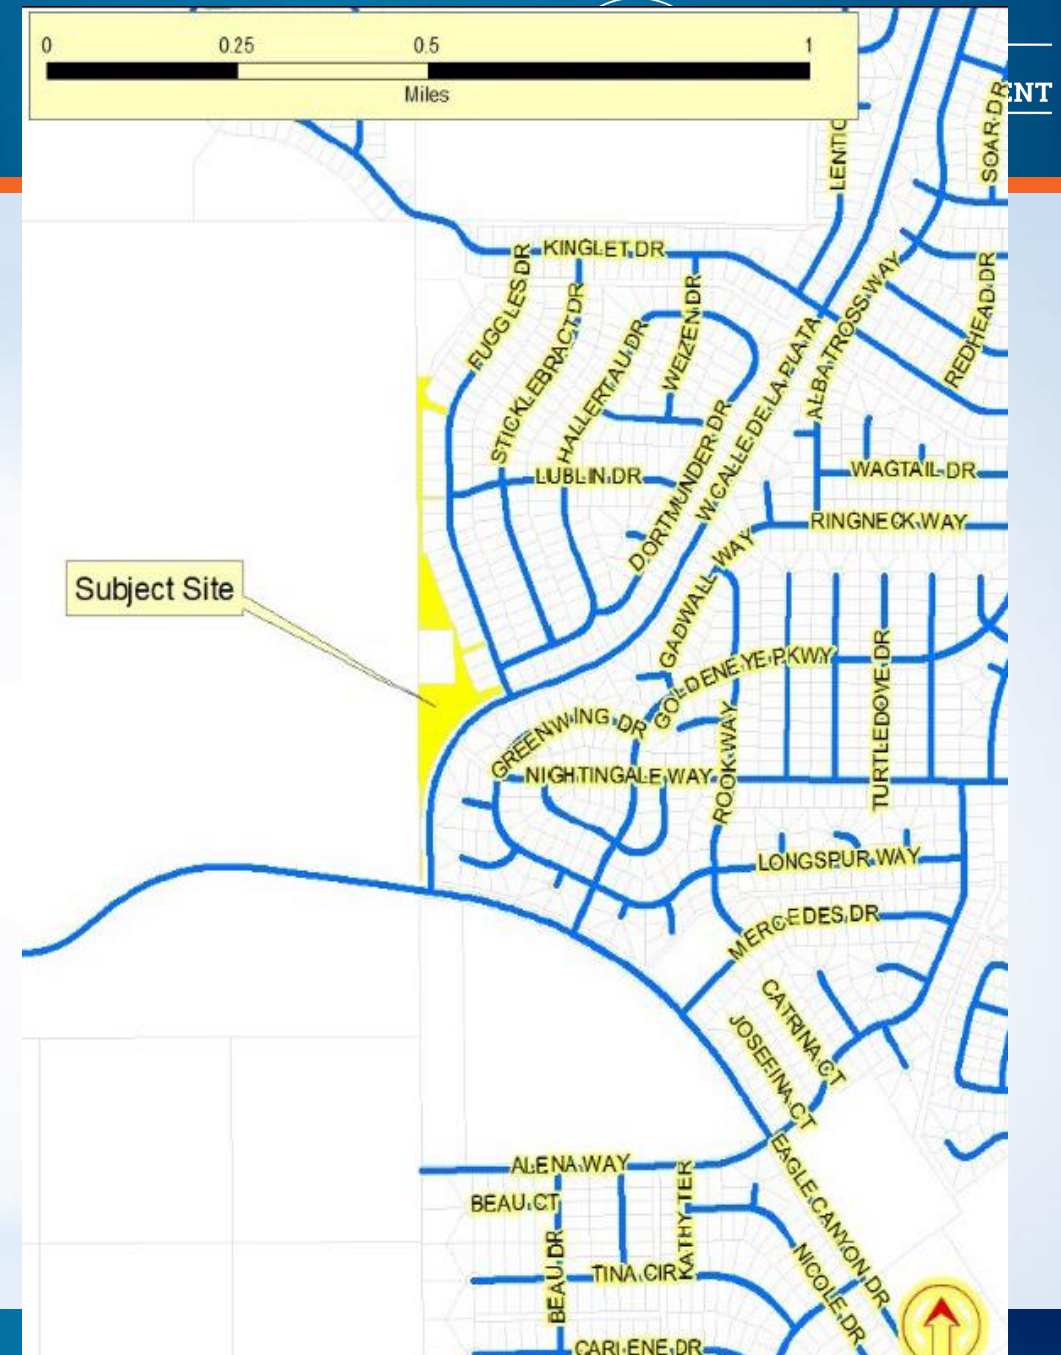 0 0.25 0.5 1
Miles
ENT
SOAR DR
KINGLET DR
FUGGLES DR
STICKLEBRACT DR
HALLERTAU DR
WEIZEN DR
W CALLE DE LA PLATA
ALBATROSS WAY
REDHEAD DR
LUBLIN DR
DORTMUNDER DR
WAGTAIL DR
RINGNECK WAY
Subject Site
GADWALL WAY
GOLDENEYE PKWY
TURTLEDOVE DR
GREENWING DR
NIGHTINGALE WAY
ROOK WAY
LONGSPUR WAY
MERCEDES DR
CATRINA CT
JOSEFINA CT
ALENA WAY
BEAU CT
KATHY TER
EAGLE CANYON DR
BEAU DR
TINA CIR
NICOLE DR
CARLENE DR